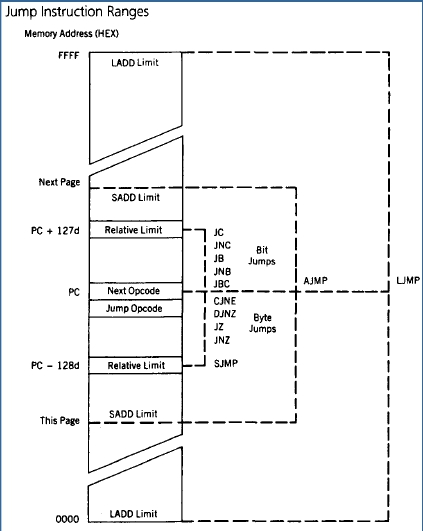 Jump Instruction Ranges
Memory Address (HEX)
FFFF
LADD Limit
Next Page
SADD Limit
PC + 127d
Relative Limit
JC
JNC
JB
JNB
JBC
Bit
Jumps
AJMP
LJMP
PC
Next Opcode
Jump Opcode
CJNE
DJNZ
JZ
JNZ
Byte
Jumps
PC − 128d
Relative Limit
SJMP
SADD Limit
This Page
LADD Limit
0000